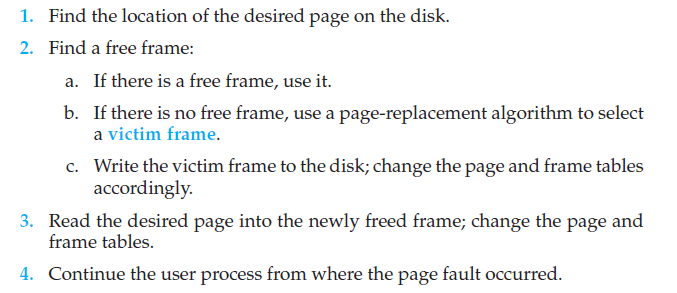 1. Find the location of the desired page on the disk.
2. Find a free frame:
a. If there is a free frame, use it.
b. If there is no free frame, use a page-replacement algorithm to select
a victim frame.
c. Write the victim frame to the disk; change the page and frame tables
accordingly.
3. Read the desired page into the newly freed frame; change the page and
frame tables.
4. Continue the user process from where the page fault occurred.